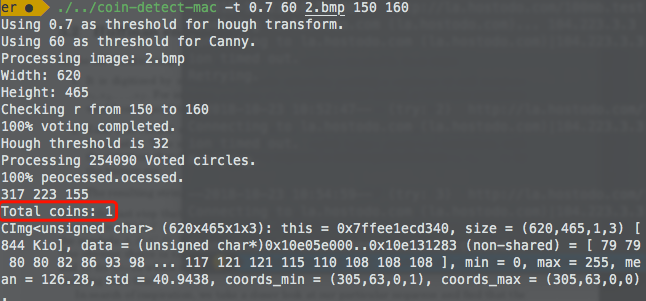 er ● ./../coin-detect-mac -t 0.7 60 2.bmp 150 160
Using 0.7 as threshold for hough transform.
Using 60 as threshold for Canny.
Processing image: 2.bmp
Width: 620
Height: 465
Checking r from 150 to 160
100% voting completed.
Hough threshold is 32
Processing 254090 Voted circles.
100% peocessed.ocessed.
317 223 155
Total coins: 1
CImg<unsigned char> (620x465x1x3): this = 0x7ffee1ecd340, size = (620,465,1,3) [
844 Kio], data = (unsigned char*)0x10e05e000..0x10e131283 (non-shared) = [ 79 79
80 80 82 86 93 98 ... 117 121 121 115 110 108 108 108 ], min = 0, max = 255, me
an = 126.28, std = 40.9438, coords_min = (305,63,0,1), coords_max = (305,63,0,0)
.